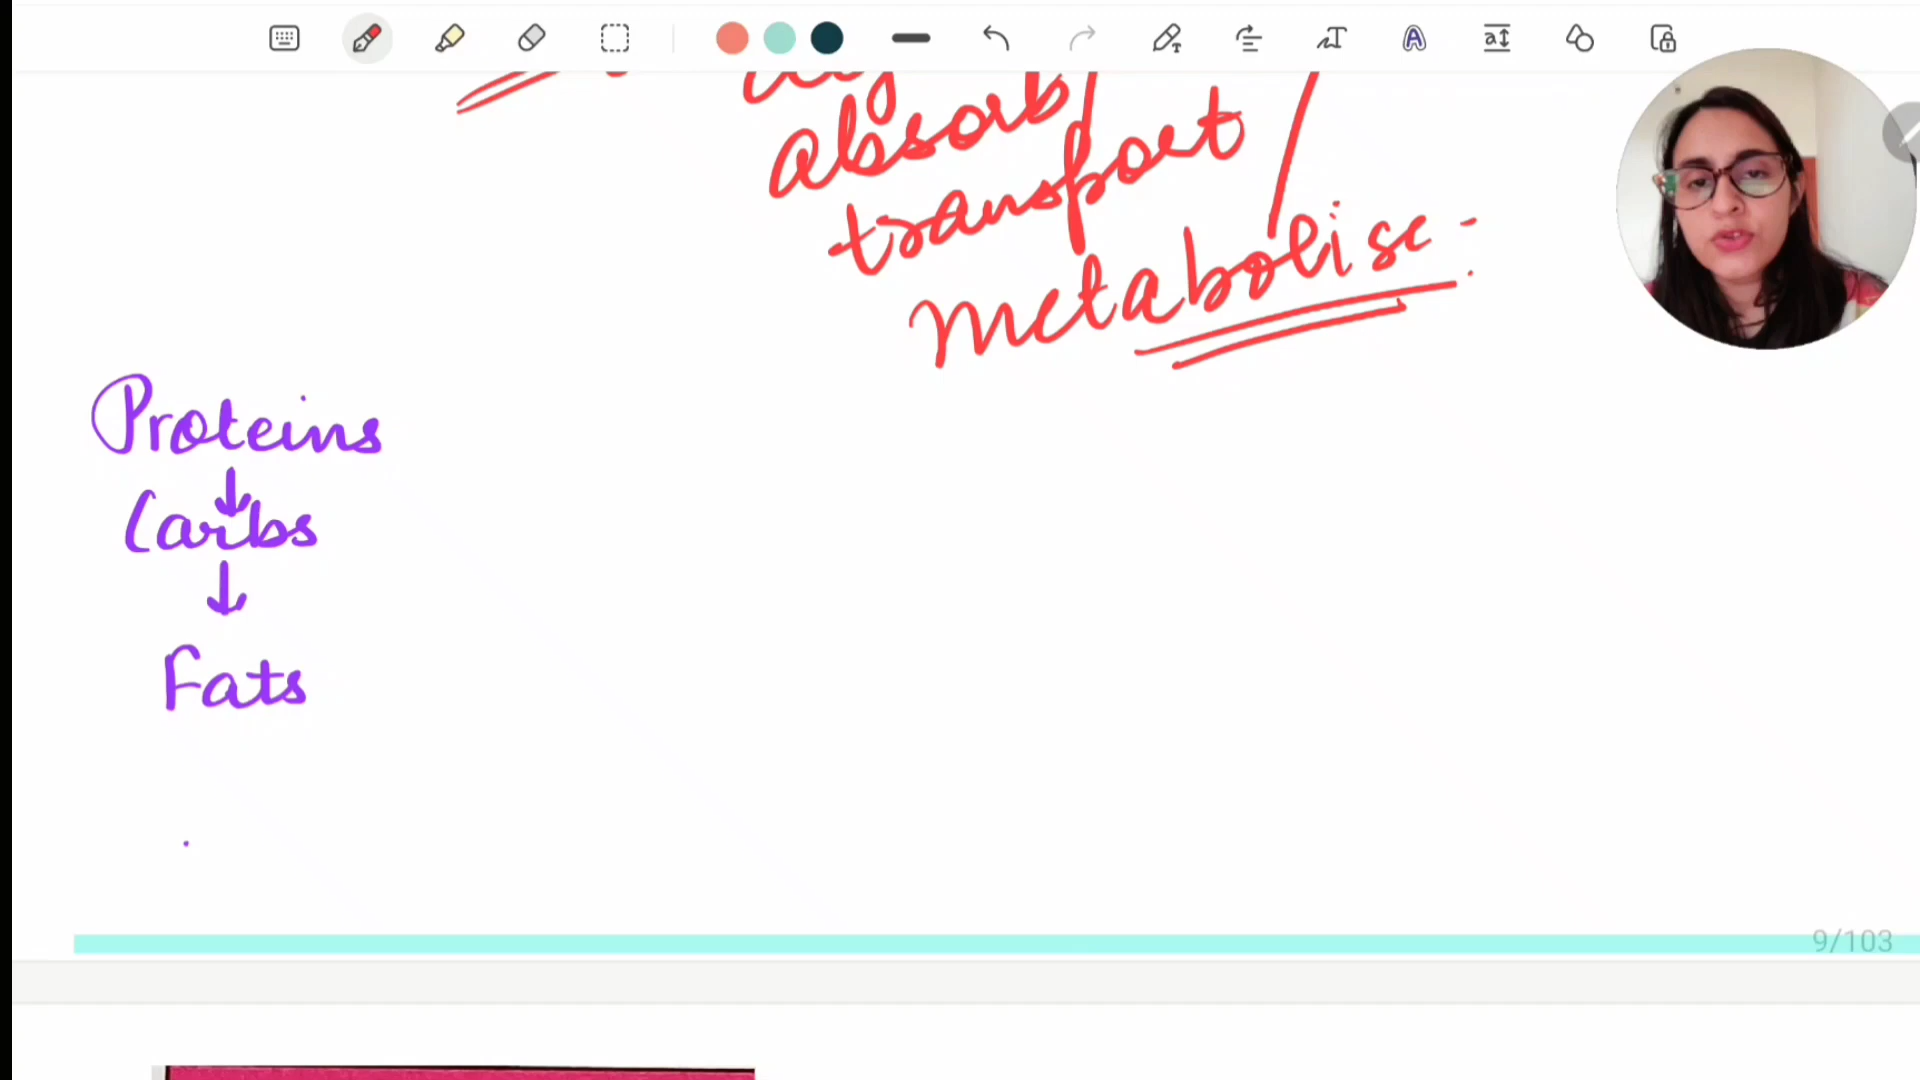 absorb/
transport/
Metabolise:
Proteins
↓
Carbs
↓
Fats
9/103